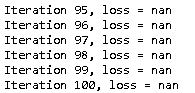 Iteration 95, loss = nan
Iteration 96, loss = nan
Iteration 97, loss = nan
Iteration 98, loss = nan
Iteration 99, loss = nan
Iteration 100, loss = nan